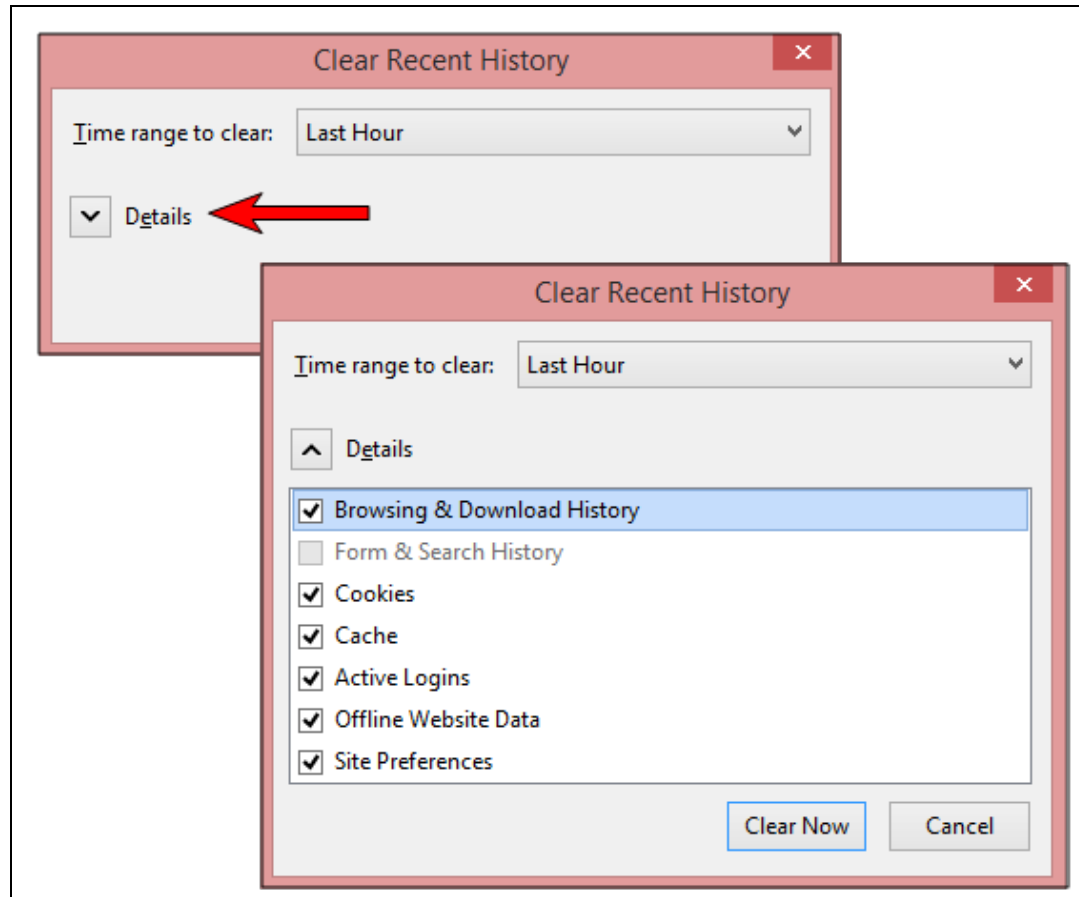 Clear Recent History
Time range to clear: Last Hour
Details
Clear Recent History
Time range to clear: Last Hour
Details
Browsing & Download History
Form & Search History
Cookies
Cache
Active Logins
Offline Website Data
Site Preferences
Clear Now Cancel